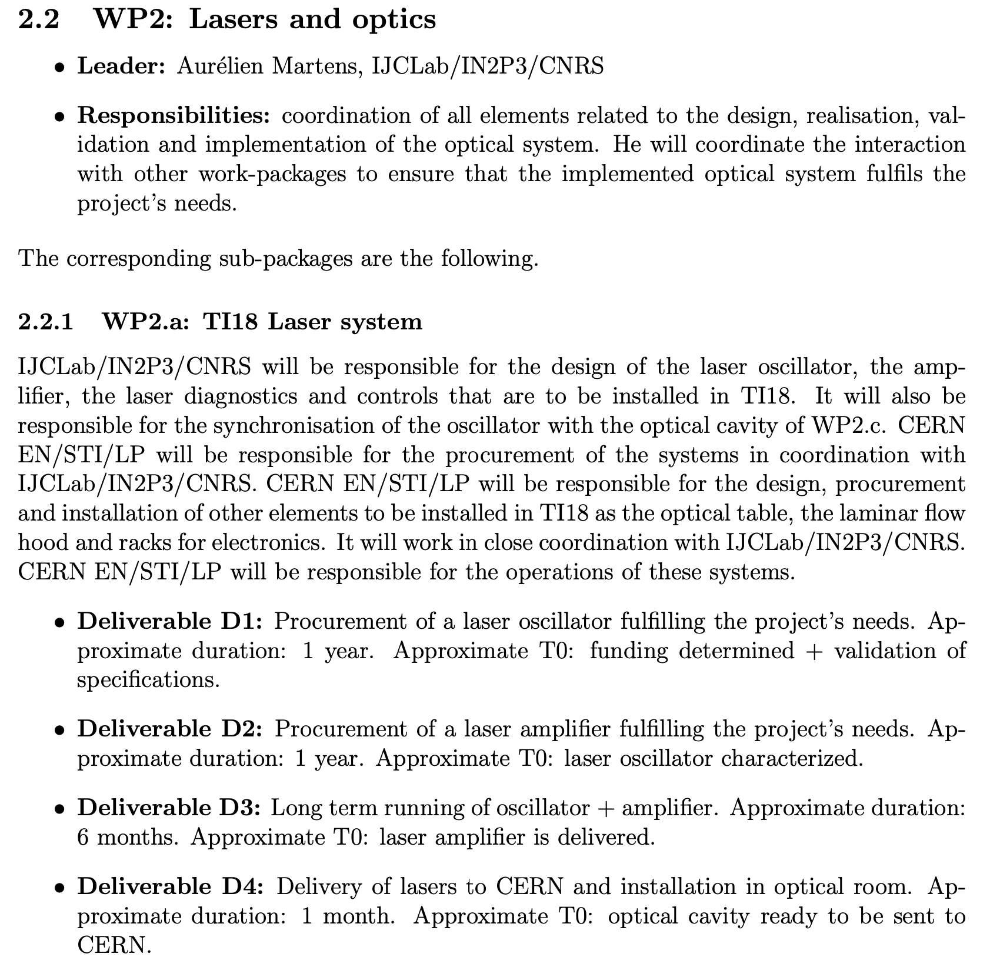 2.2 WP2: Lasers and optics
• Leader: Aurélien Martens, IJCLab/IN2P3/CNRS
• Responsibilities: coordination of all elements related to the design, realisation, val-
idation and implementation of the optical system. He will coordinate the interaction
with other work-packages to ensure that the implemented optical system fulfils the
project's needs.
The corresponding sub-packages are the following.
2.2.1 WP2.a: TI18 Laser system
IJCLab/IN2P3/CNRS will be responsible for the design of the laser oscillator, the amp-
lifier, the laser diagnostics and controls that are to be installed in TI18. It will also be
responsible for the synchronisation of the oscillator with the optical cavity of WP2.c. CERN
EN/STI/LP will be responsible for the procurement of the systems in coordination with
IJCLab/IN2P3/CNRS. CERN EN/STI/LP will be responsible for the design, procurement
and installation of other elements to be installed in TI18 as the optical table, the laminar flow
hood and racks for electronics. It will work in close coordination with IJCLab/IN2P3/CNRS.
CERN EN/STI/LP will be responsible for the operations of these systems.
• Deliverable D1: Procurement of a laser oscillator fulfilling the project's needs. Ap-
proximate duration: 1 year. Approximate T0: funding determined + validation of
specifications.
• Deliverable D2: Procurement of a laser amplifier fulfilling the project's needs. Ap-
proximate duration: 1 year. Approximate T0: laser oscillator characterized.
• Deliverable D3: Long term running of oscillator + amplifier. Approximate duration:
6 months. Approximate T0: laser amplifier is delivered.
• Deliverable D4: Delivery of lasers to CERN and installation in optical room. Ap-
proximate duration: 1 month. Approximate T0: optical cavity ready to be sent to
CERN.